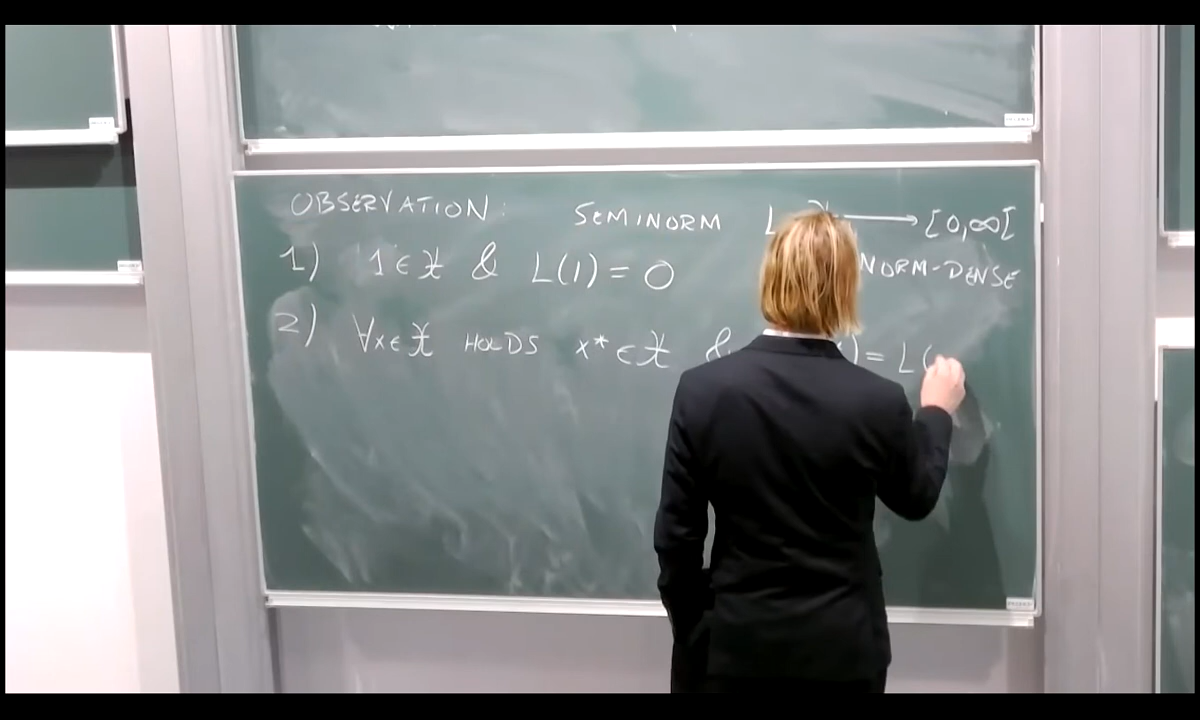 OBSERVATION: SEMINORM L X → [0,∞[
1) 1 ∈ X & L(1) = 0 NORM-DENSE
2) ∀x ∈ X HOLDS x* ∈ X & ) = L(